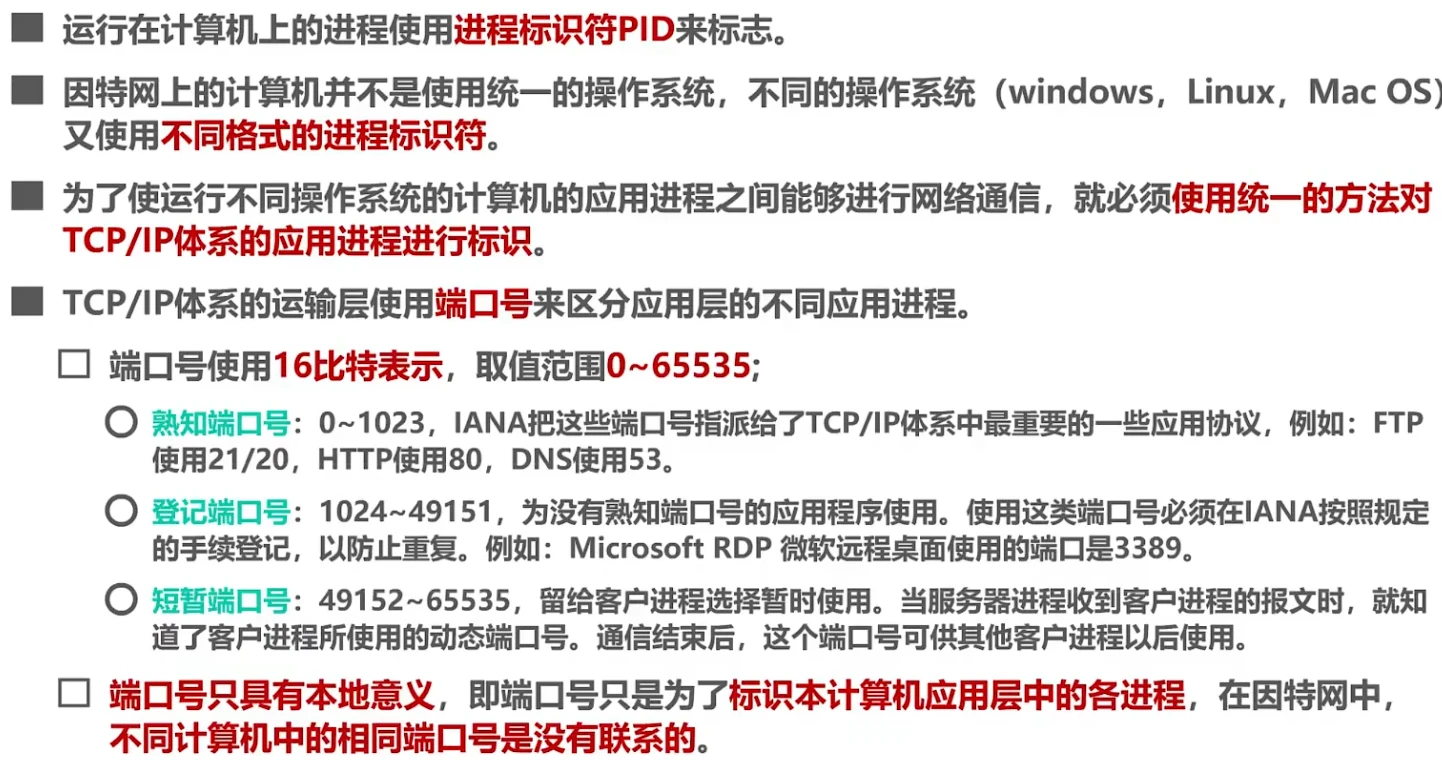 运行在计算机上的进程使用进程标识符PID来标志。
因特网上的计算机并不是使用统一的操作系统，不同的操作系统（windows，Linux，Mac OS）
又使用不同格式的进程标识符。
为了使运行不同操作系统的计算机的应用进程之间能够进行网络通信，就必须使用统一的方法对
TCP/IP体系的应用进程进行标识。
TCP/IP体系的运输层使用端口号来区分应用层的不同应用进程。
端口号使用16比特表示，取值范围0~65535;
熟知端口号：0~1023，IANA把这些端口号指派给了TCP/IP体系中最重要的一些应用协议，例如：FTP
使用21/20，HTTP使用80，DNS使用53。
登记端口号：1024~49151，为没有熟知端口号的应用程序使用。使用这类端口号必须在IANA按照规定
的手续登记，以防止重复。例如：Microsoft RDP 微软远程桌面使用的端口是3389。
短暂端口号：49152~65535，留给客户进程选择暂时使用。当服务器进程收到客户进程的报文时，就知
道了客户进程所使用的动态端口号。通信结束后，这个端口号可供其他客户进程以后使用。
端口号只具有本地意义，即端口号只是为了标识本计算机应用层中的各进程，在因特网中，
不同计算机中的相同端口号是没有联系的。